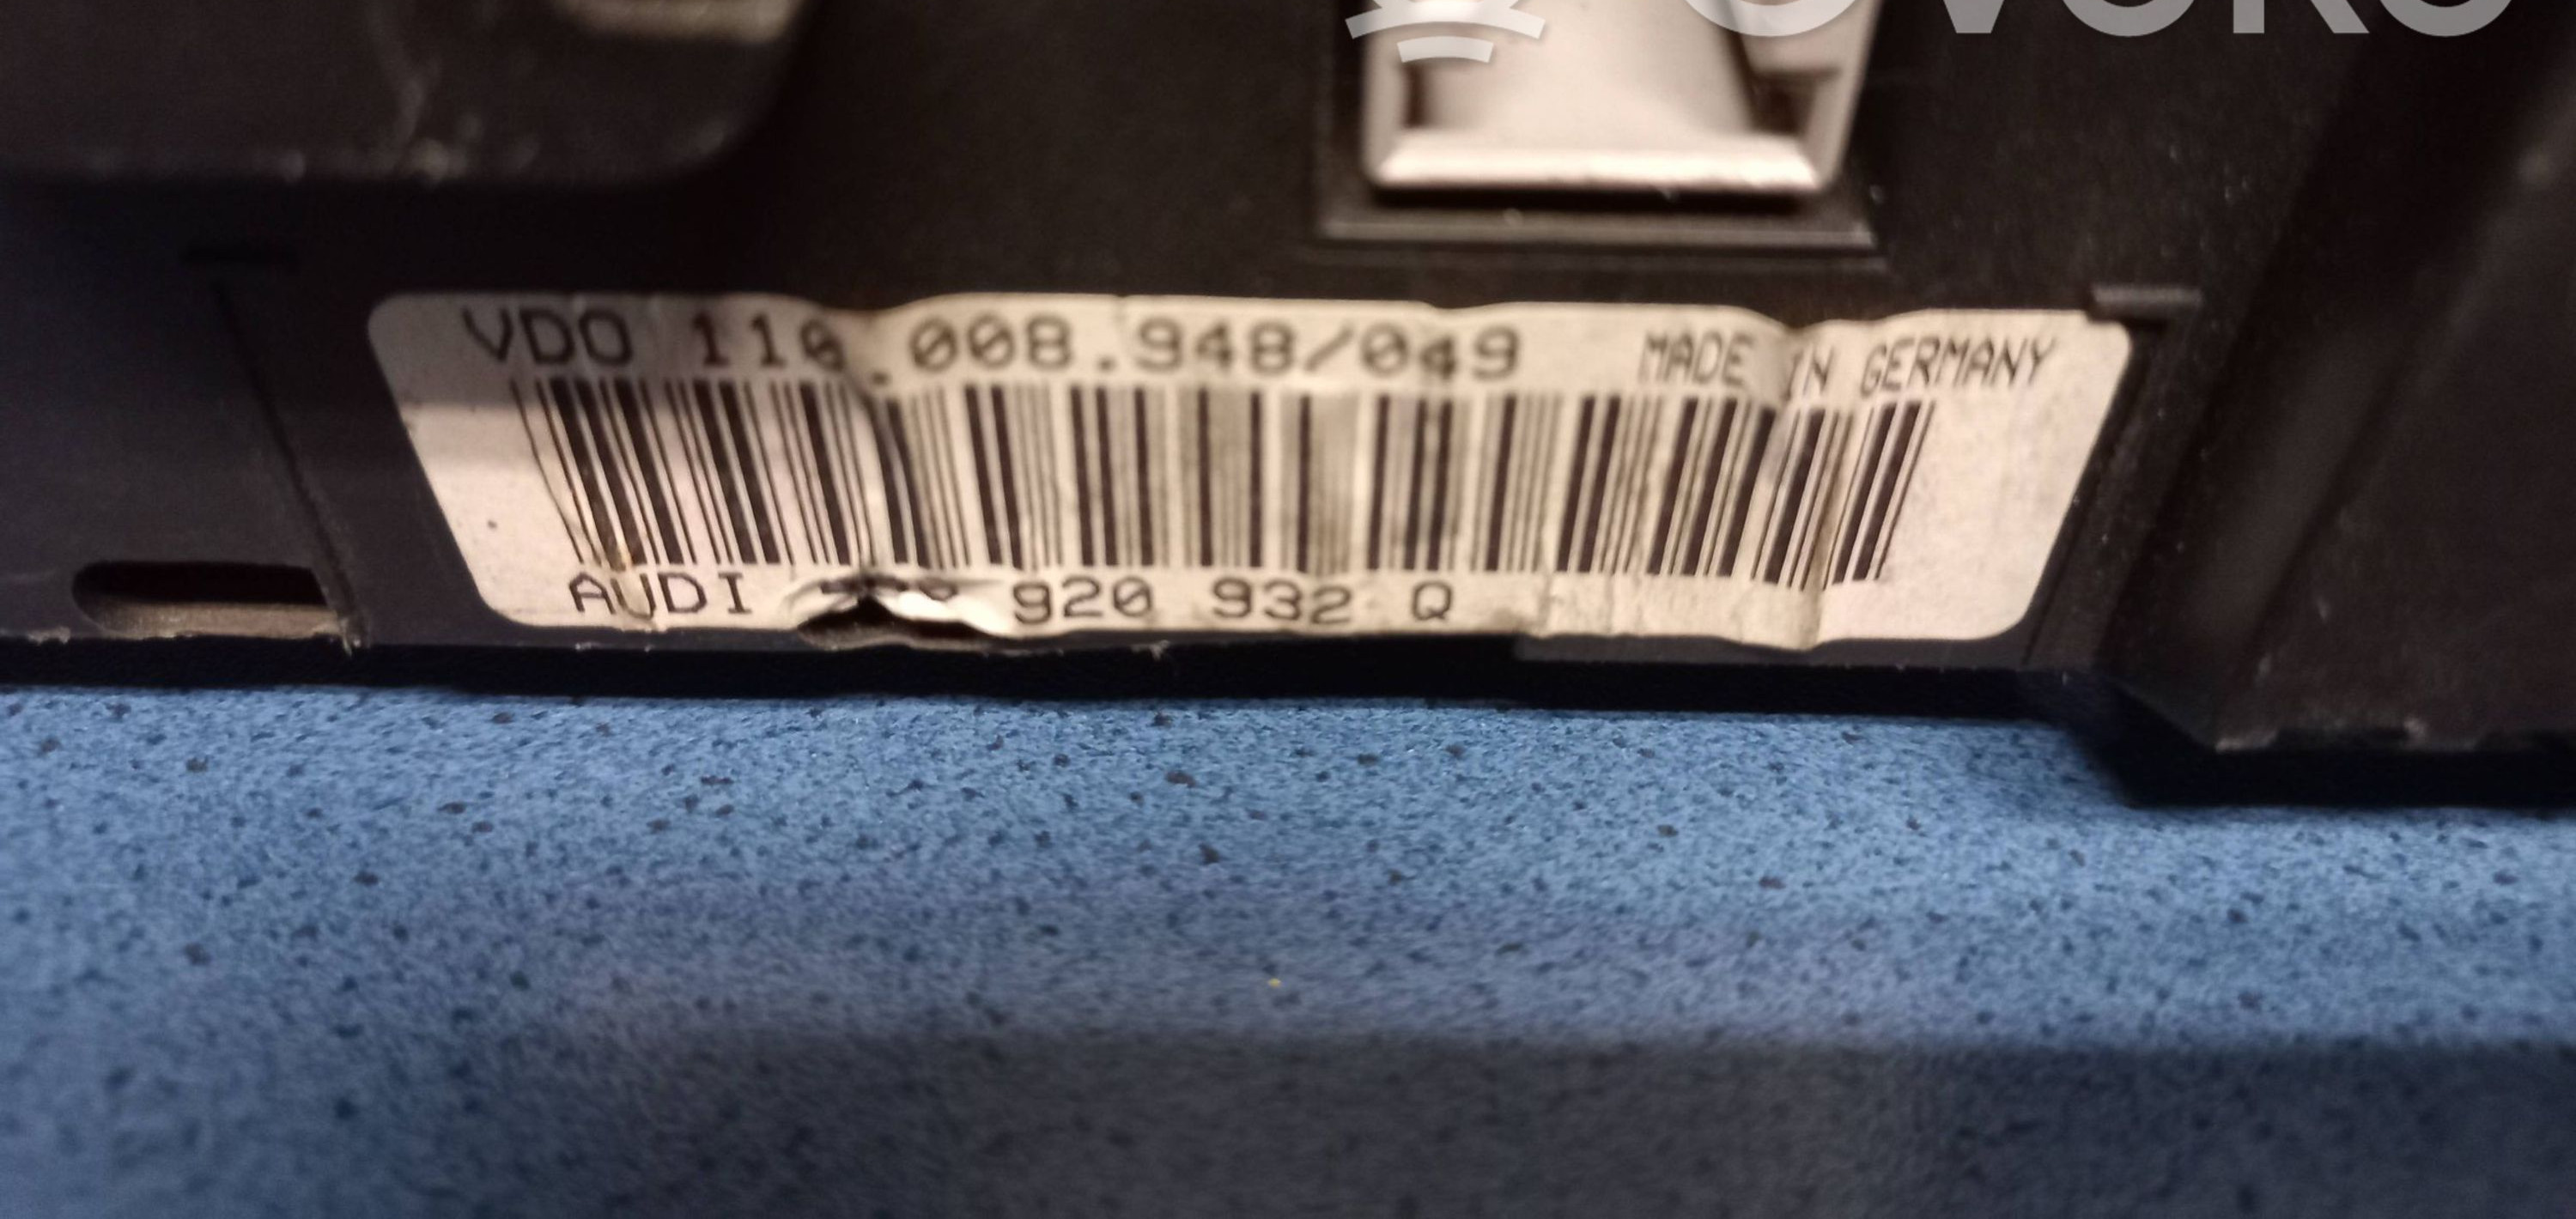 VDO 110.008.948/049 MADE IN GERMANY
AUDI 920 932 Q